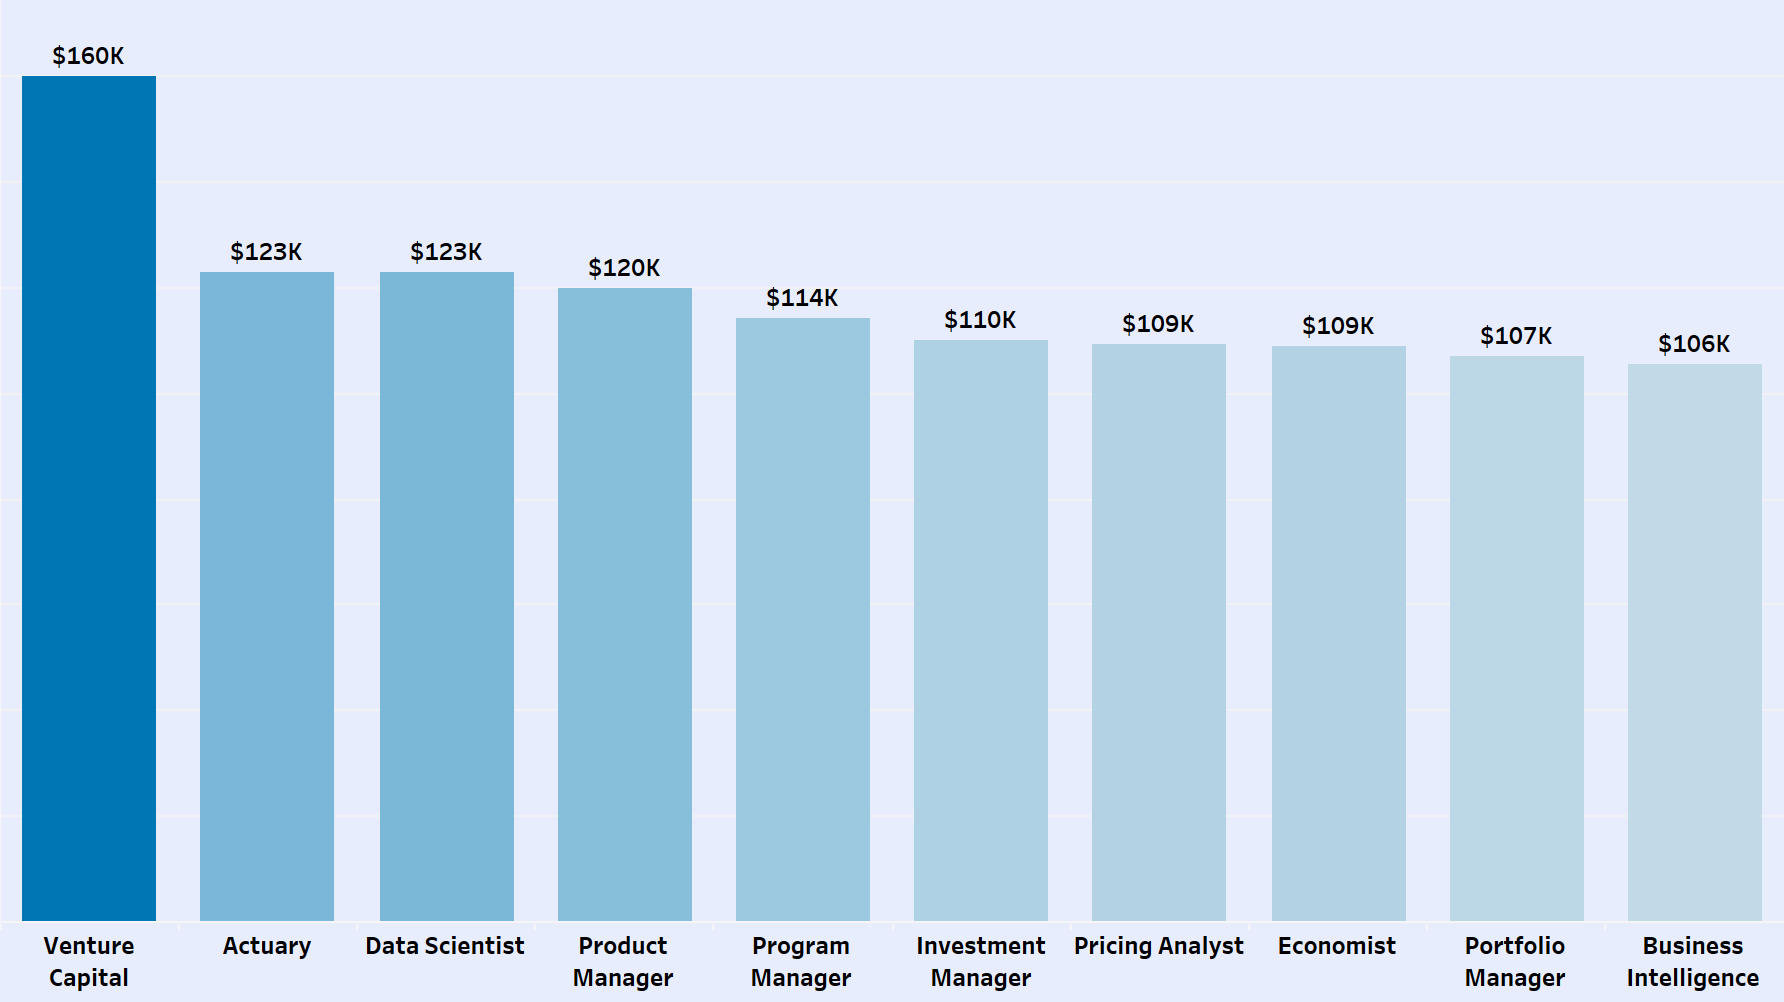 $160K
$123K
$123K
$120K
$114K
$110K
$109K
$109K
$107K
$106K
Venture
Capital
Actuary
Data Scientist
Product
Manager
Program
Manager
Investment
Manager
Pricing Analyst
Economist
Portfolio
Manager
Business
Intelligence